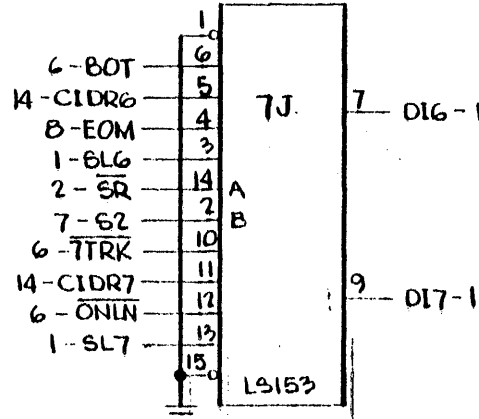 1
6-BOT 6
14-CIDR6 5 7J. 7 DI6-1
8-EOM 4
1-SL6 3
2-SR 14 A
7-S2 2 B
6-7TRK 10
14-CIDR7 11 9 DI7-1
6-ONLN 12
1-SL7 13
15
LS153